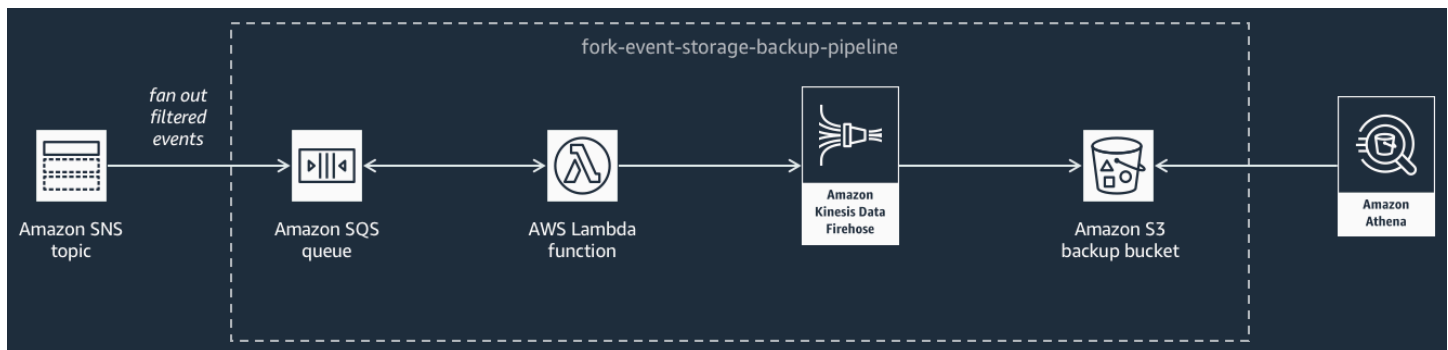 fork-event-storage-backup-pipeline
fan out
filtered
events
Amazon SNS
topic
Amazon SQS
queue
AWS Lambda
function
Amazon
Kinesis Data
Firehose
Amazon S3
backup bucket
Amazon
Athena